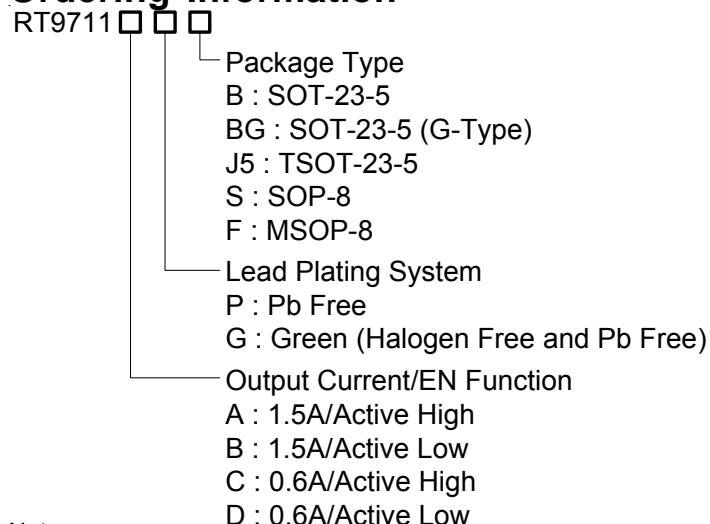 Ordering Information
RT9711□ □ □
Package Type
B : SOT-23-5
BG : SOT-23-5 (G-Type)
J5 : TSOT-23-5
S : SOP-8
F : MSOP-8
Lead Plating System
P : Pb Free
G : Green (Halogen Free and Pb Free)
Output Current/EN Function
A : 1.5A/Active High
B : 1.5A/Active Low
C : 0.6A/Active High
D : 0.6A/Active Low